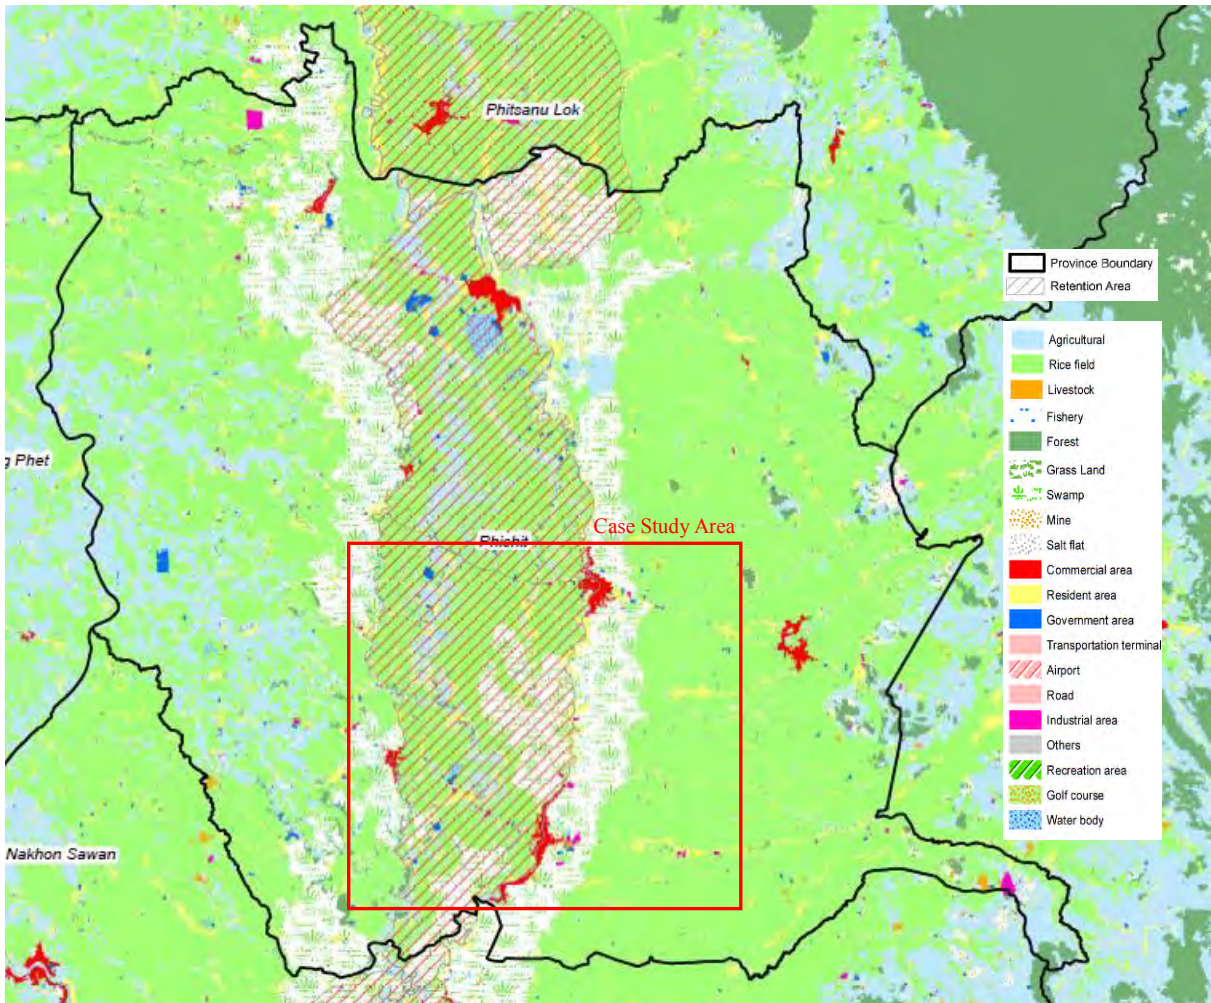 Phitsanu Lok
Province Boundary
Retention Area
Agricultural
Rice field
Livestock
Fishery
Forest
g Phet
Grass Land
Swamp
Mine
Case Study Area
Phichit
Salt flat
Commercial area
Resident area
Government area
Transportation terminal
Airport
Road
Industrial area
Others
Recreation area
Golf course
Water body
Nakhon Sawan